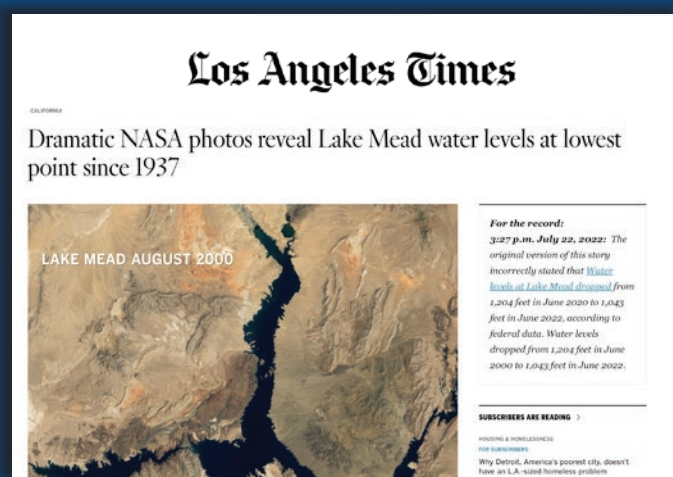 Los Angeles Times
CALIFORNIA
Dramatic NASA photos reveal Lake Mead water levels at lowest
point since 1937
LAKE MEAD AUGUST 2000
For the record:
3:27 p.m. July 22, 2022: The
original version of this story
incorrectly stated that Water
levels at Lake Mead dropped from
1,204 feet in June 2020 to 1,043
feet in June 2022, according to
federal data. Water levels
dropped from 1,204 feet in June
2000 to 1,043 feet in June 2022.
SUBSCRIBERS ARE READING >
HOUSING & HOMELESSNESS
FOR SUBSCRIBERS
Why Detroit, America's poorest city, doesn't
have an L.A.-sized homeless problem